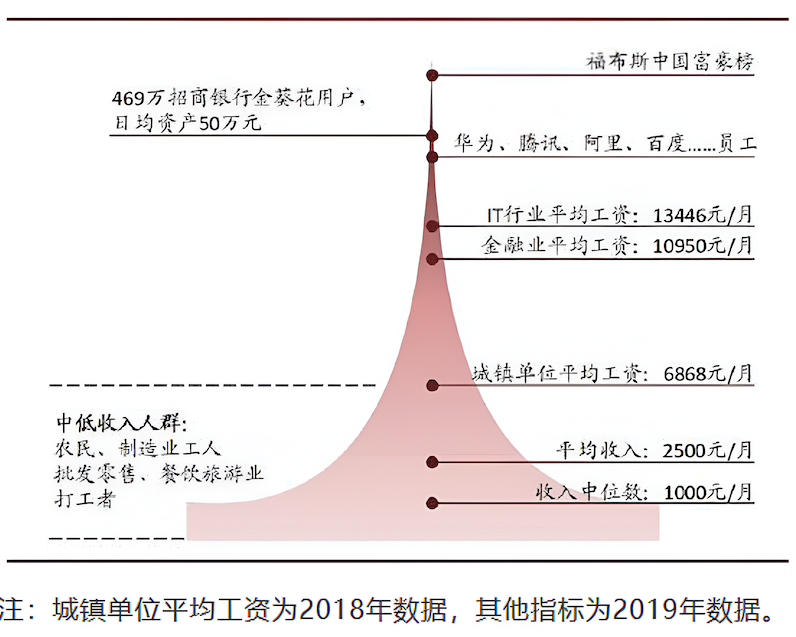 福布斯中国富豪榜
469万招商银行金葵花用户，
日均资产50万元
华为、腾讯、阿里、百度……员工
IT行业平均工资：13446元/月
金融业平均工资：10950元/月
城镇单位平均工资：6868元/月
中低收入人群：
农民、制造业工人
批发零售、餐饮旅游业
打工者
平均收入：2500元/月
收入中位数：1000元/月
注：城镇单位平均工资为2018年数据，其他指标为2019年数据。